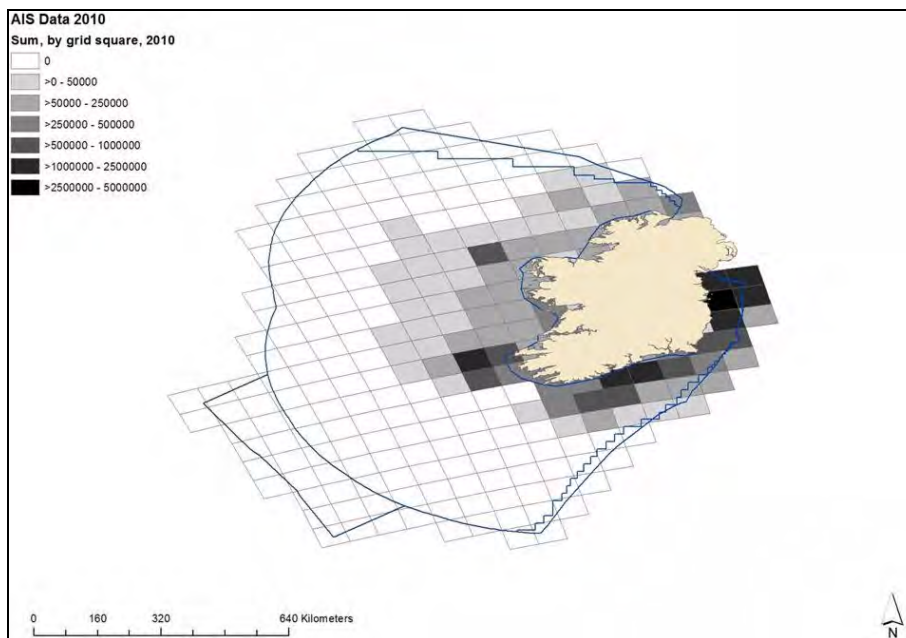 AIS Data 2010
Sum, by grid square, 2010
0
>0 - 50000
>50000 - 250000
>250000 - 500000
>500000 - 1000000
>1000000 - 2500000
>2500000 - 5000000
0 160 320 640 Kilometers
N